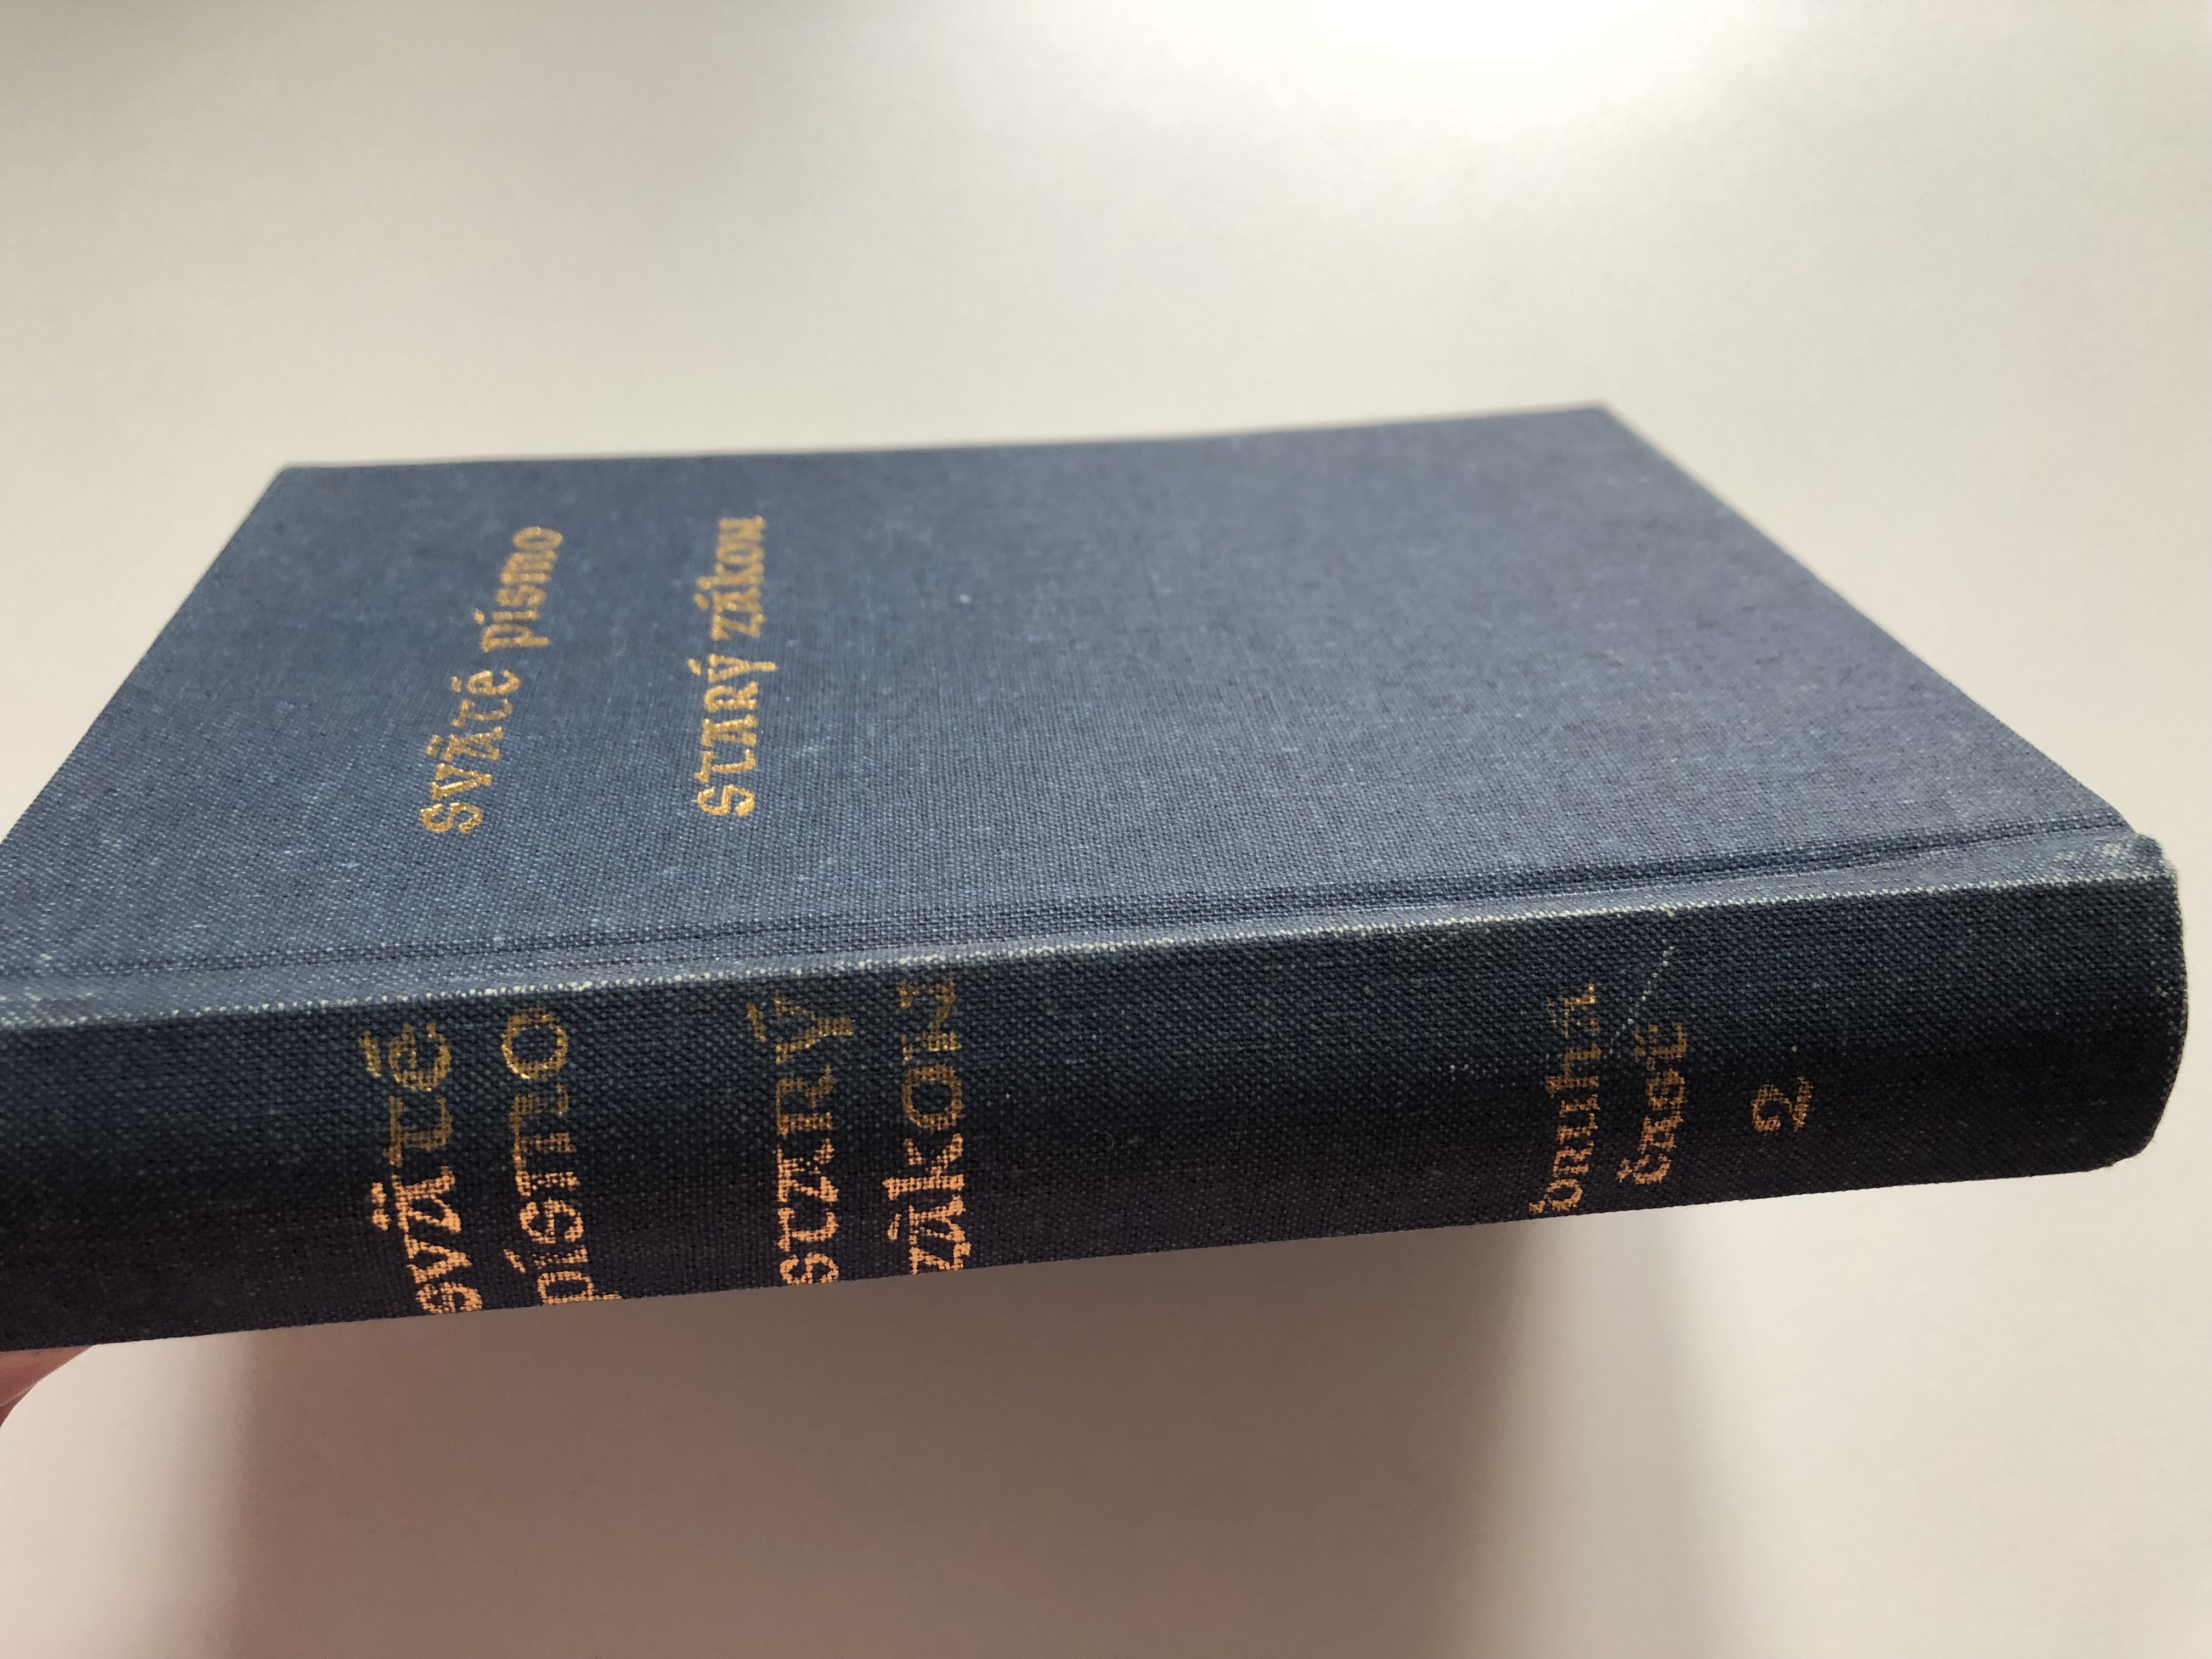 sväté písmo
starý zákon
sväté
písmo
starý
zákon
druhá
časť
2